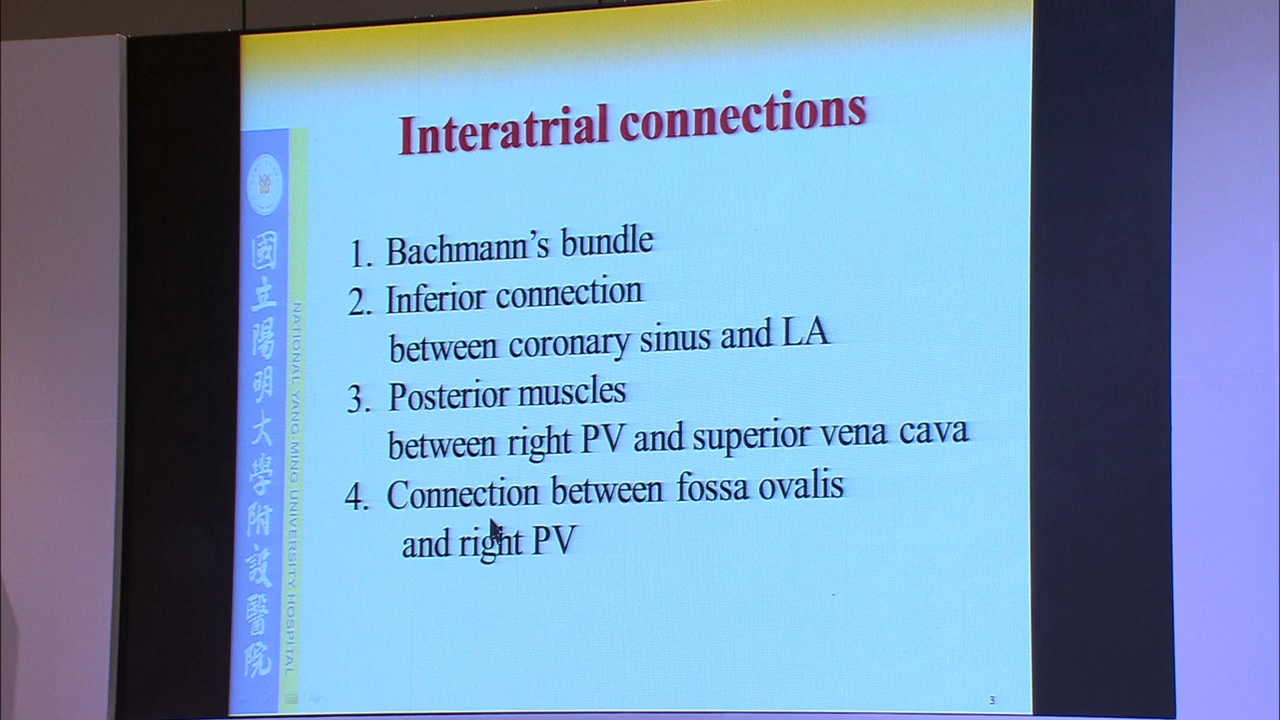 Interatrial connections
1. Bachmann’s bundle
2. Inferior connection
between coronary sinus and LA
3. Posterior muscles
between right PV and superior vena cava
4. Connection between fossa ovalis
and right PV
國立陽明大學附設醫院
NATIONAL YANG-MING UNIVERSITY HOSPITAL
3